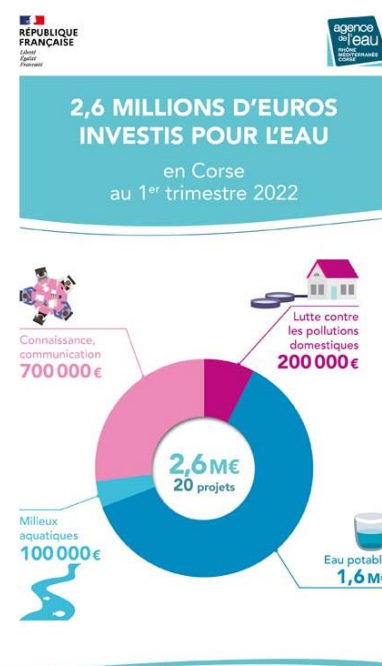 RÉPUBLIQUE
FRANÇAISE
Liberté
Égalité
Fraternité
agence
de l'eau
RHÔNE
MÉDITERRANÉE
CORSE
2,6 MILLIONS D'EUROS
INVESTIS POUR L'EAU
en Corse
au 1er trimestre 2022
Lutte contre
les pollutions
domestiques
200 000 €
Connaissance,
communication
700 000 €
2,6 M€
20 projets
Milieux
aquatiques
100 000 €
Eau potabl
1,6 M€